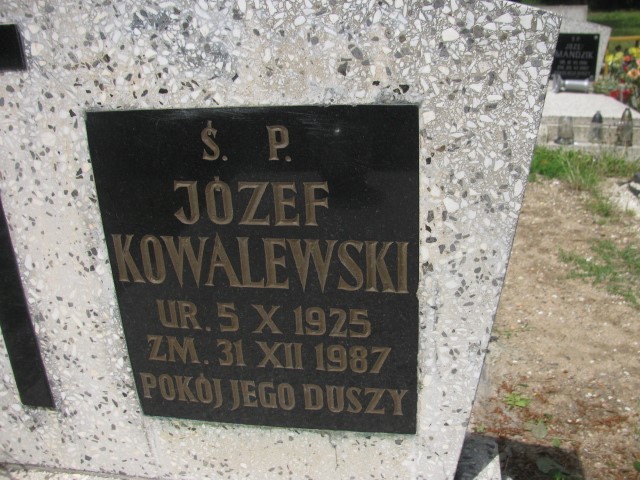 Ś. P.
JÓZEF
KOWALEWSKI
UR. 5 X 1925
ZM. 31 XII 1987
POKÓJ JEGO DUSZY